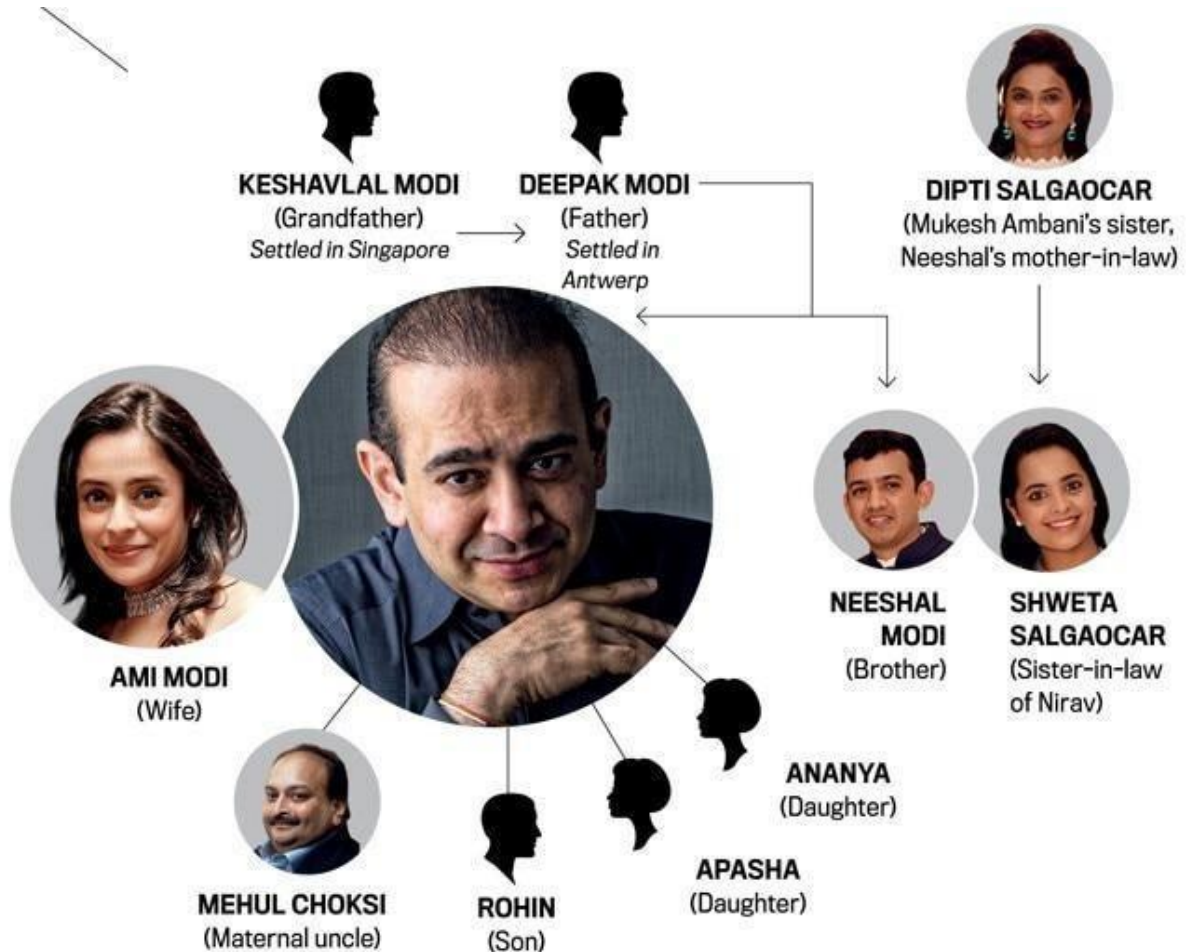 KESHAVLAL MODI
(Grandfather)
Settled in Singapore
DEEPAK MODI
(Father)
Settled in
Antwerp
DIPTI SALGAOCAR
(Mukesh Ambani's sister,
Neeshal's mother-in-law)
AMI MODI
(Wife)
NEESHAL
MODI
(Brother)
SHWETA
SALGAOCAR
(Sister-in-law
of Nirav)
MEHUL CHOKSI
(Maternal uncle)
ROHIN
(Son)
APASHA
(Daughter)
ANANYA
(Daughter)